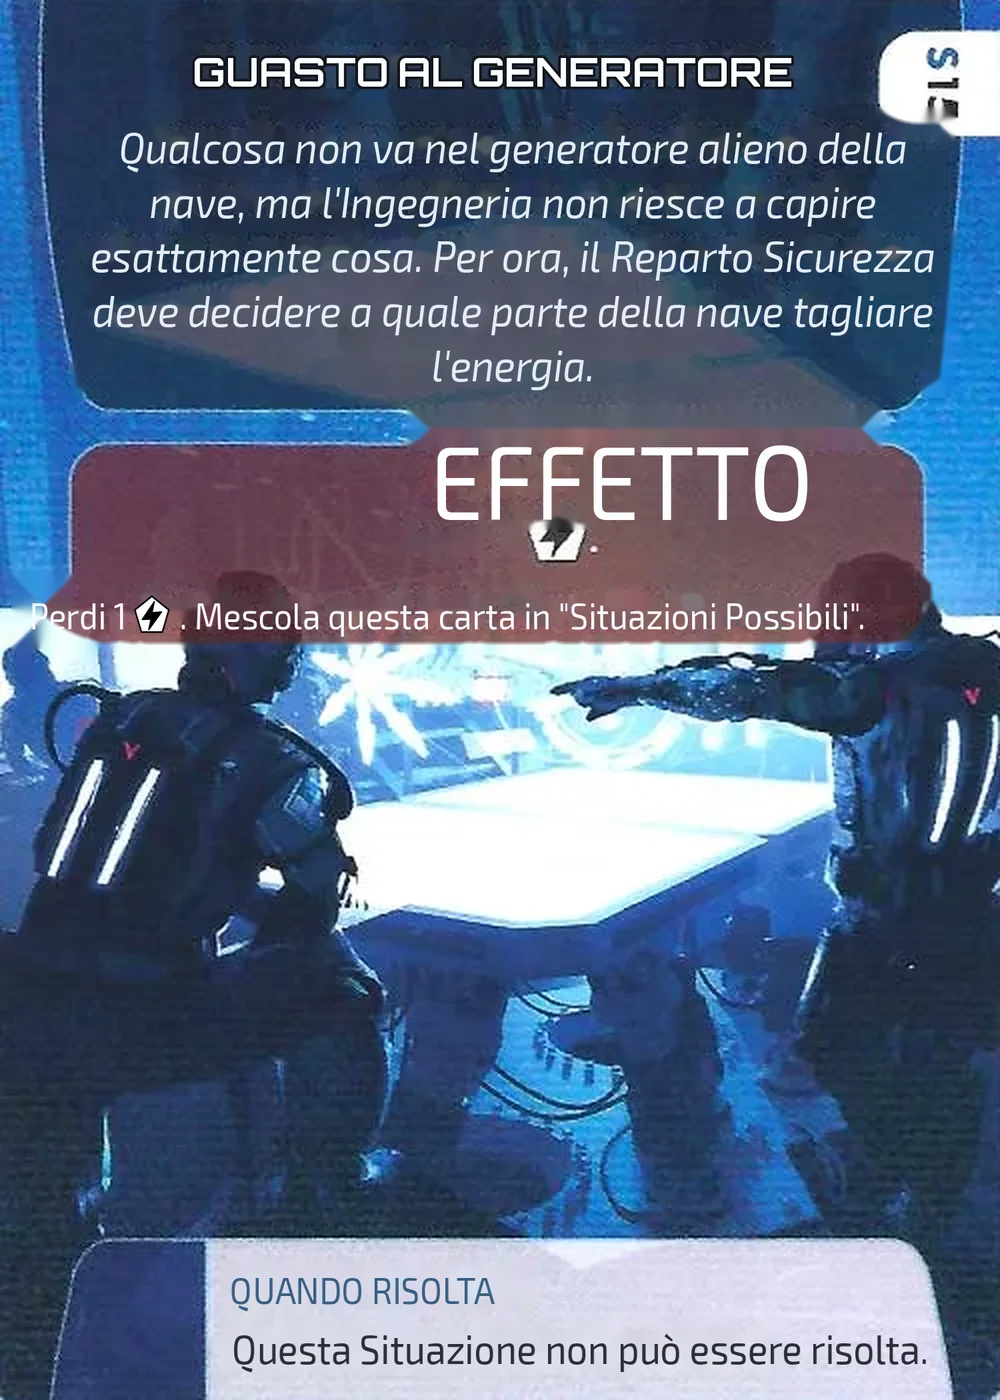 GUASTO AL GENERATORE
Qualcosa non va nel generatore alieno della
nave, ma l'Ingegneria non riesce a capire
esattamente cosa. Per ora, il Reparto Sicurezza
deve decidere a quale parte della nave tagliare
l'energia.
EFFETTO
.
Perdi 1 . Mescola questa carta in "Situazioni Possibili".
QUANDO RISOLTA
Questa Situazione non può essere risolta.